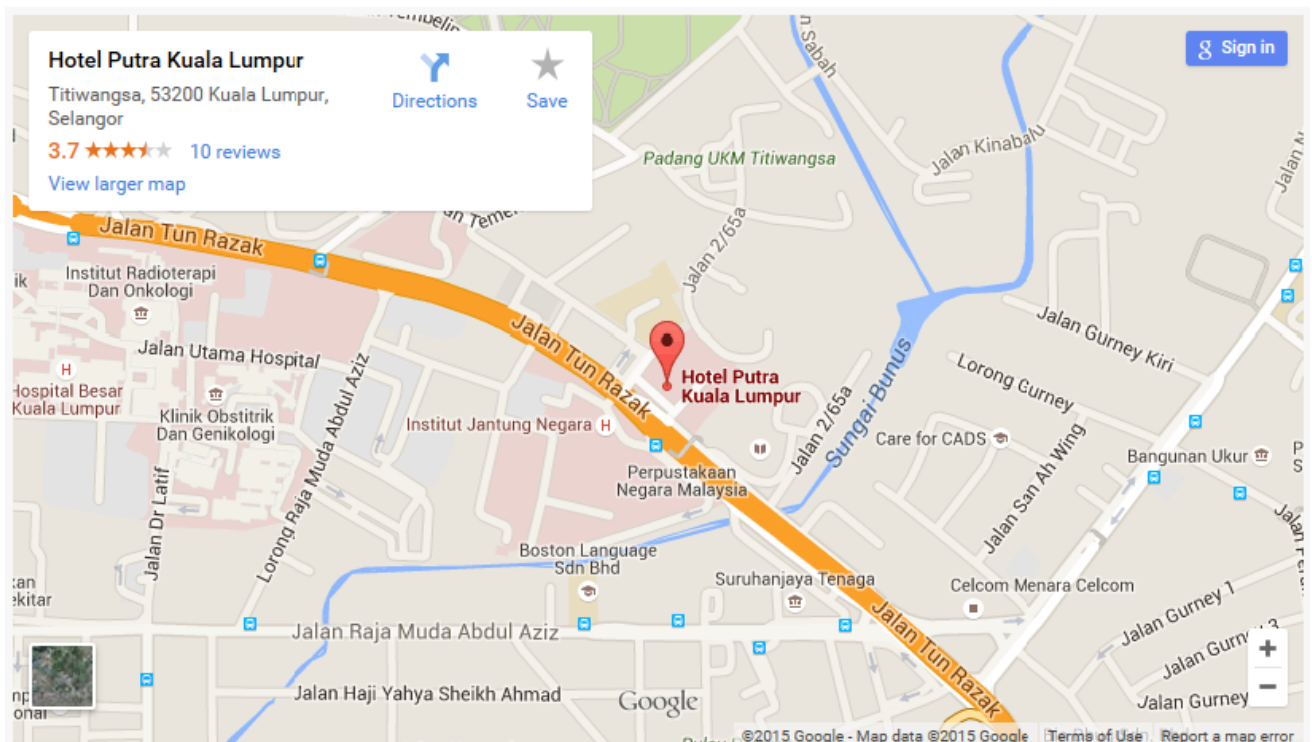 Hotel Putra Kuala Lumpur
Titiwangsa, 53200 Kuala Lumpur,
Selangor
3.7
10 reviews
View larger map
Directions
Save
Sign in
Jalan Kinabalu
Padang UKM Titiwangsa
Jalan 2/65a
Jalan Tun Razak
Institut Radioterapi
Dan Onkologi
Jalan Utama Hospital
Hospital Besar
Kuala Lumpur
Klinik Obstitrik
Dan Genikologi
Lorong Raja Muda Abdul Aziz
Jalan Dr Latif
Jalan Tun Razak
Hotel Putra
Kuala Lumpur
Institut Jantung Negara
Perpustakaan
Negara Malaysia
Jalan 2/65a
Sungai Bunus
Jalan Gurney Kiri
Lorong Gurney
Care for CADS
Jalan San Ah Wing
Bangunan Ukur
Boston Language
Sdn Bhd
Suruhanjaya Tenaga
Celcom Menara Celcom
Jalan Gurney 1
Jalan Raja Muda Abdul Aziz
Jalan Tun Razak
Jalan Haji Yahya Sheikh Ahmad
Jalan Gurney
Google
©2015 Google - Map data ©2015 Google
Terms of Use
Report a map error